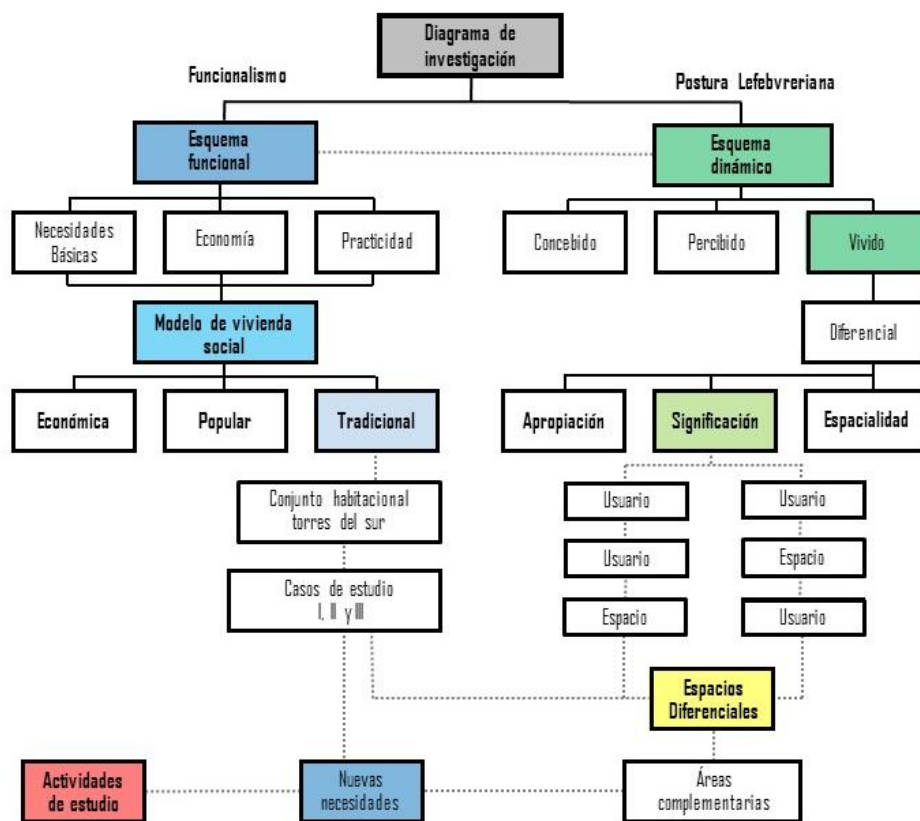 Diagrama de
investigación
Funcionalismo
Postura Lefebvreriana
Esquema
funcional
Esquema
dinámico
Necesidades
Básicas
Economía
Practicidad
Concebido
Percibido
Vivido
Modelo de vivienda
social
Diferencial
Económica
Popular
Tradicional
Apropiación
Significación
Espacialidad
Conjunto habitacional
torres del sur
Usuario
Usuario
Usuario
Espacio
Casos de estudio
I, II y III
Espacio
Usuario
Espacios
Diferenciales
Actividades
de estudio
Nuevas
necesidades
Áreas
complementarias